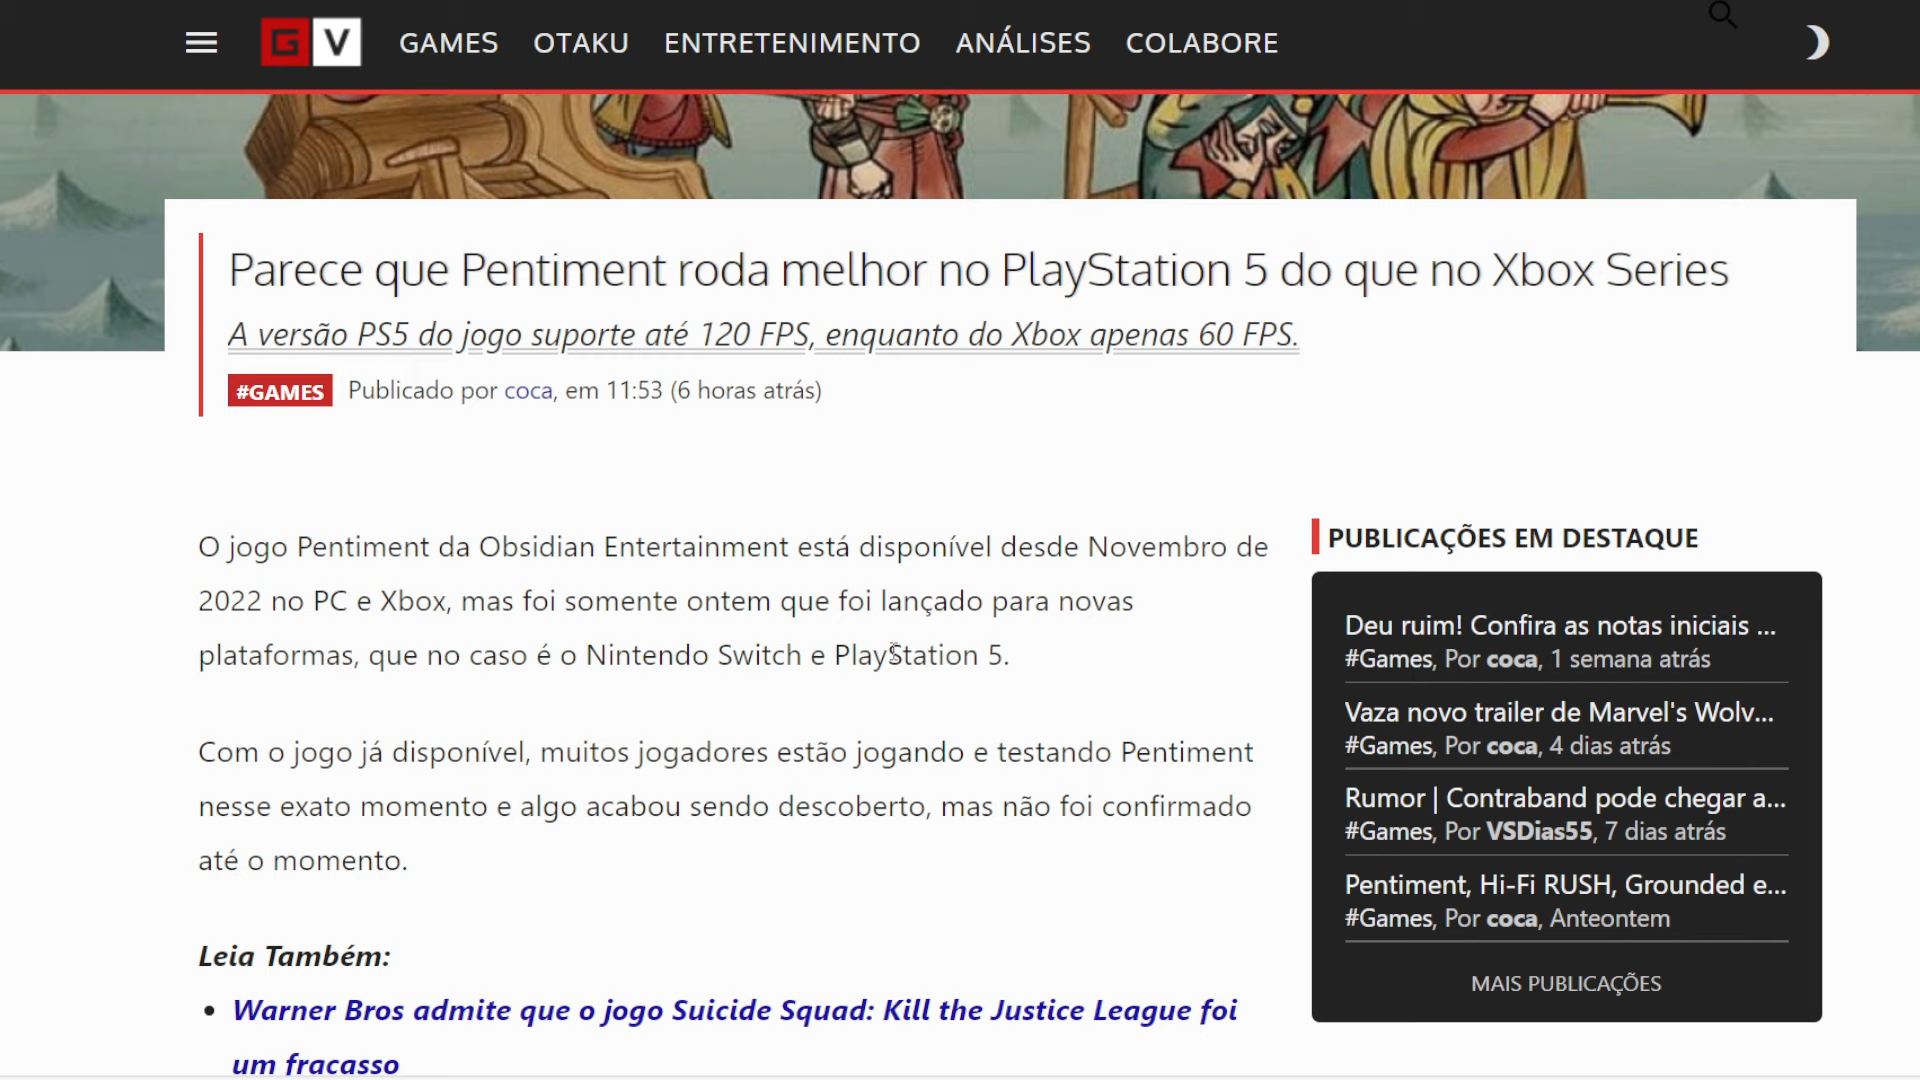 G V GAMES OTAKU ENTRETENIMENTO ANÁLISES COLABORE
Parece que Pentiment roda melhor no PlayStation 5 do que no Xbox Series
A versão PS5 do jogo suporte até 120 FPS, enquanto do Xbox apenas 60 FPS.
#GAMES Publicado por coca, em 11:53 (6 horas atrás)
O jogo Pentiment da Obsidian Entertainment está disponível desde Novembro de
2022 no PC e Xbox, mas foi somente ontem que foi lançado para novas
plataformas, que no caso é o Nintendo Switch e PlayStation 5.
Com o jogo já disponível, muitos jogadores estão jogando e testando Pentiment
nesse exato momento e algo acabou sendo descoberto, mas não foi confirmado
até o momento.
Leia Também:
• Warner Bros admite que o jogo Suicide Squad: Kill the Justice League foi
um fracasso
PUBLICAÇÕES EM DESTAQUE
Deu ruim! Confira as notas iniciais ...
#Games, Por coca, 1 semana atrás
Vaza novo trailer de Marvel's Wolv...
#Games, Por coca, 4 dias atrás
Rumor | Contraband pode chegar a...
#Games, Por VSDias55, 7 dias atrás
Pentiment, Hi-Fi RUSH, Grounded e...
#Games, Por coca, Anteontem
MAIS PUBLICAÇÕES